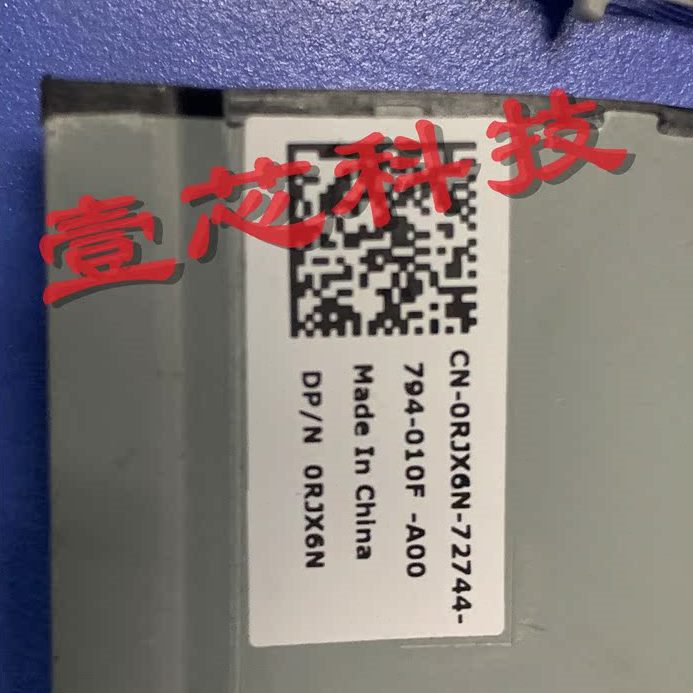 壹芯科技
CN-0RJX6N-72744-
794-010F -A00
Made In China
DP/N 0RJX6N